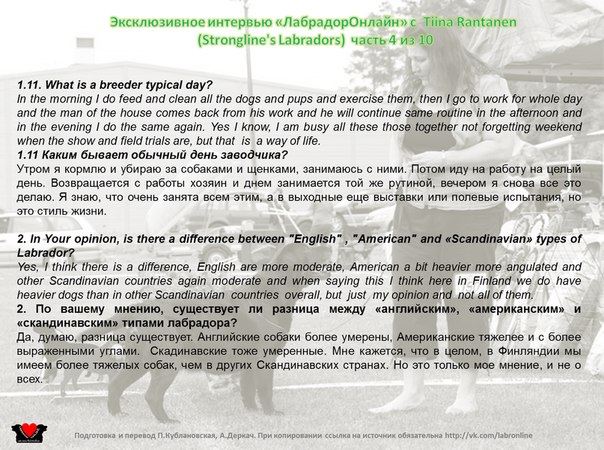 Эксклюзивное интервью «ЛабрадорОнлайн» с Tiina Rantanen
(Strongline's Labradors) часть 4 из 10
1.11. What is a breeder typical day?
In the morning I do feed and clean all the dogs and pups and exercise them, then I go to work for whole day
and the man of the house comes back from his work and he will continue same routine in the afternoon and
in the evening I do the same again. Yes I know, I am busy all these those together not forgetting weekend
when the show and field trials are, but that is a way of life.
1.11 Каким бывает обычный день заводчика?
Утром я кормлю и убираю за собаками и щенками, занимаюсь с ними. Потом иду на работу на целый
день. Возвращается с работы хозяин и днем занимается той же рутиной, вечером я снова все это
делаю. Я знаю, что очень занята всем этим, а в выходные еще выставки или полевые испытания, но
это стиль жизни.
2. In Your opinion, is there a difference between "English" , "American" and «Scandinavian» types of
Labrador?
Yes, I think there is a difference, English are more moderate, American a bit heavier more angulated and
other Scandinavian countries again moderate and when saying this I think here in Finland we do have
heavier dogs than in other Scandinavian countries overall, but just my opinion and not all of them.
2. По вашему мнению, существует ли разница между «английским», «американским» и
«скандинавским» типами лабрадора?
Да, думаю, разница существует. Английские собаки более умерены, Американские тяжелее и с более
выраженными углами. Скадинавские тоже умеренные. Мне кажется, что в целом, в Финляндии мы
имеем более тяжелых собак, чем в других Скандинавских странах. Но это только мое мнение, и не о
всех.
Подготовка и перевод П.Кублановская, А.Деркач. При копировании ссылка на источник обязательна http://vk.com/labronline